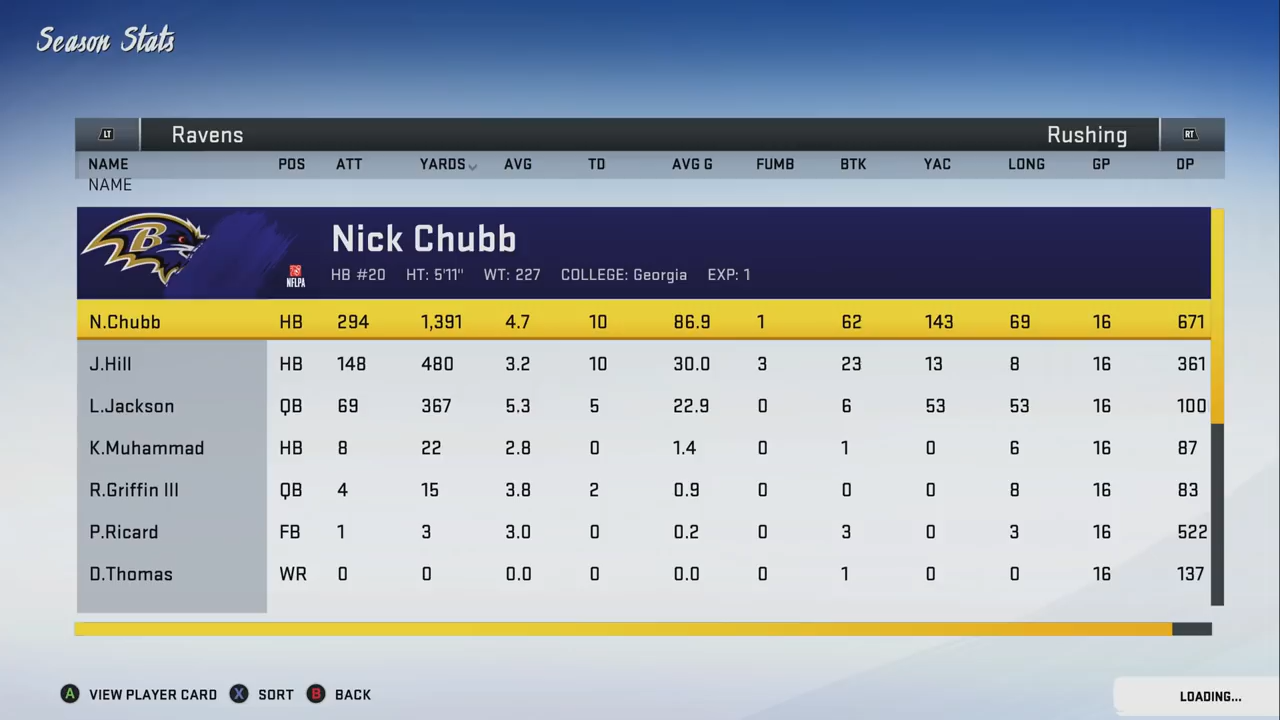 Season Stats
LT Ravens Rushing RT
NAME POS ATT YARDS AVG TD AVG G FUMB BTK YAC LONG GP DP
NAME
B
Nick Chubb
NFLPA HB #20 HT: 5'11" WT: 227 COLLEGE: Georgia EXP: 1
N.Chubb HB 294 1,391 4.7 10 86.9 1 62 143 69 16 671
J.Hill HB 148 480 3.2 10 30.0 3 23 13 8 16 361
L.Jackson QB 69 367 5.3 5 22.9 0 6 53 53 16 100
K.Muhammad HB 8 22 2.8 0 1.4 0 1 0 6 16 87
R.Griffin III QB 4 15 3.8 2 0.9 0 0 0 8 16 83
P.Ricard FB 1 3 3.0 0 0.2 0 3 0 3 16 522
D.Thomas WR 0 0 0.0 0 0.0 0 1 0 0 16 137
A VIEW PLAYER CARD X SORT B BACK
LOADING...